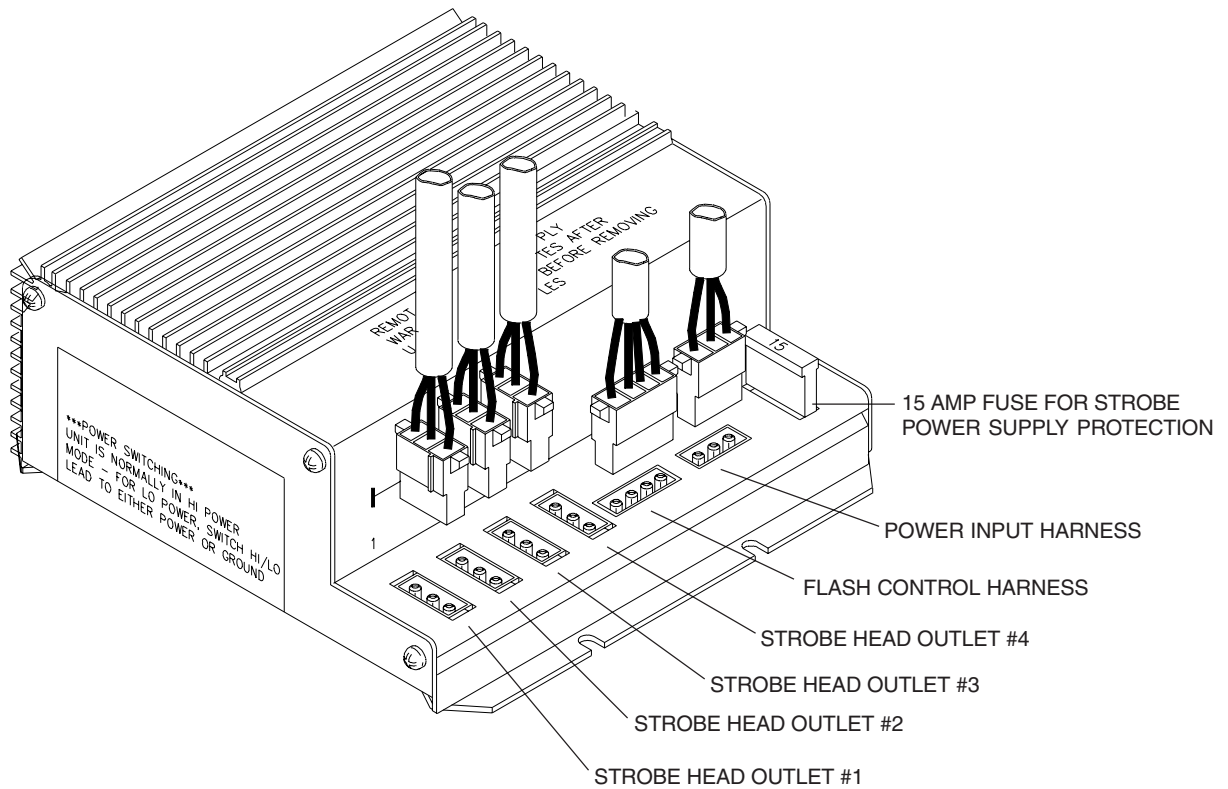 PLY
TES AFTER
BEFORE REMOVING
LES
REMOT
WAR
15
15 AMP FUSE FOR STROBE
POWER SUPPLY PROTECTION
***POWER SWITCHING***
UNIT IS NORMALLY IN HI POWER
MODE – FOR LO POWER, SWITCH HI/LO
LEAD TO EITHER POWER OR GROUND
1
POWER INPUT HARNESS
FLASH CONTROL HARNESS
STROBE HEAD OUTLET #4
STROBE HEAD OUTLET #3
STROBE HEAD OUTLET #2
STROBE HEAD OUTLET #1